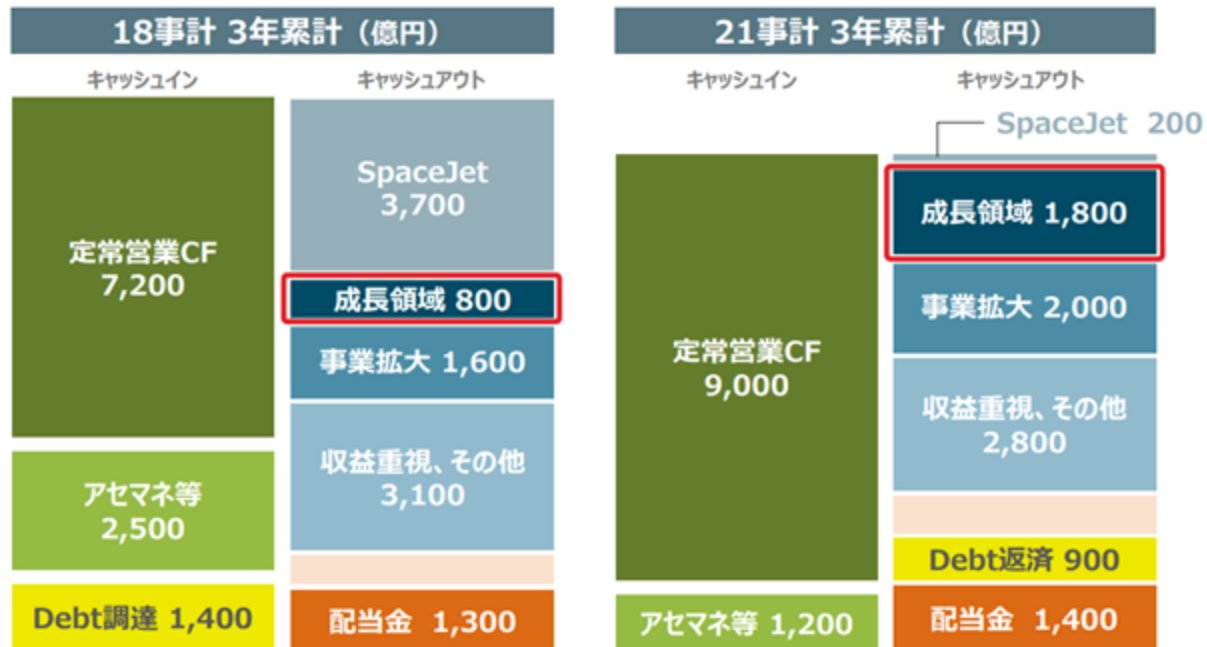 18事計 3年累計（億円）
キャッシュイン
キャッシュアウト
定常営業CF
7,200
アセマネ等
2,500
Debt調達 1,400
SpaceJet
3,700
成長領域 800
事業拡大 1,600
収益重視、その他
3,100
配当金 1,300
21事計 3年累計（億円）
キャッシュイン
キャッシュアウト
定常営業CF
9,000
アセマネ等 1,200
SpaceJet 200
成長領域 1,800
事業拡大 2,000
収益重視、その他
2,800
Debt返済 900
配当金 1,400